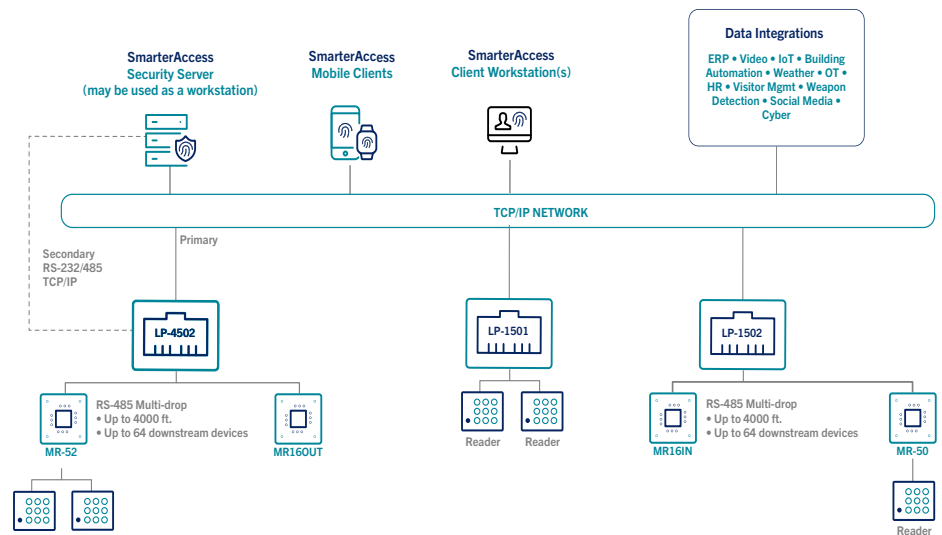 SmarterAccess
Security Server
(may be used as a workstation)
SmarterAccess
Mobile Clients
SmarterAccess
Client Workstation(s)
Data Integrations
ERP • Video • IoT • Building
Automation • Weather • OT •
HR • Visitor Mgmt • Weapon
Detection • Social Media •
Cyber
TCP/IP NETWORK
Primary
Secondary
RS-232/485
TCP/IP
LP-4502
LP-1501
LP-1502
RS-485 Multi-drop
• Up to 4000 ft.
• Up to 64 downstream devices
MR-52
MR16OUT
Reader
Reader
RS-485 Multi-drop
• Up to 4000 ft.
• Up to 64 downstream devices
MR16IN
MR-50
Reader